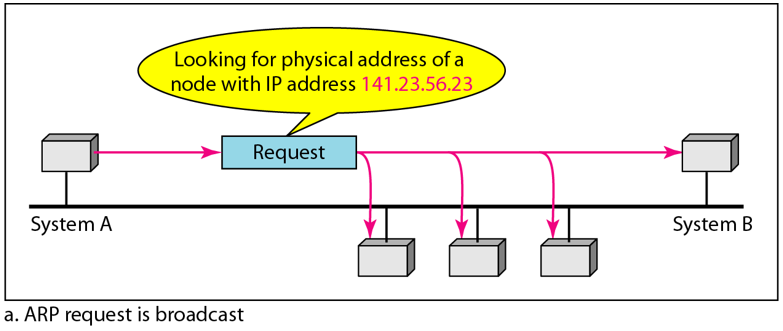 Looking for physical address of a
node with IP address 141.23.56.23
Request
System A
System B
a. ARP request is broadcast